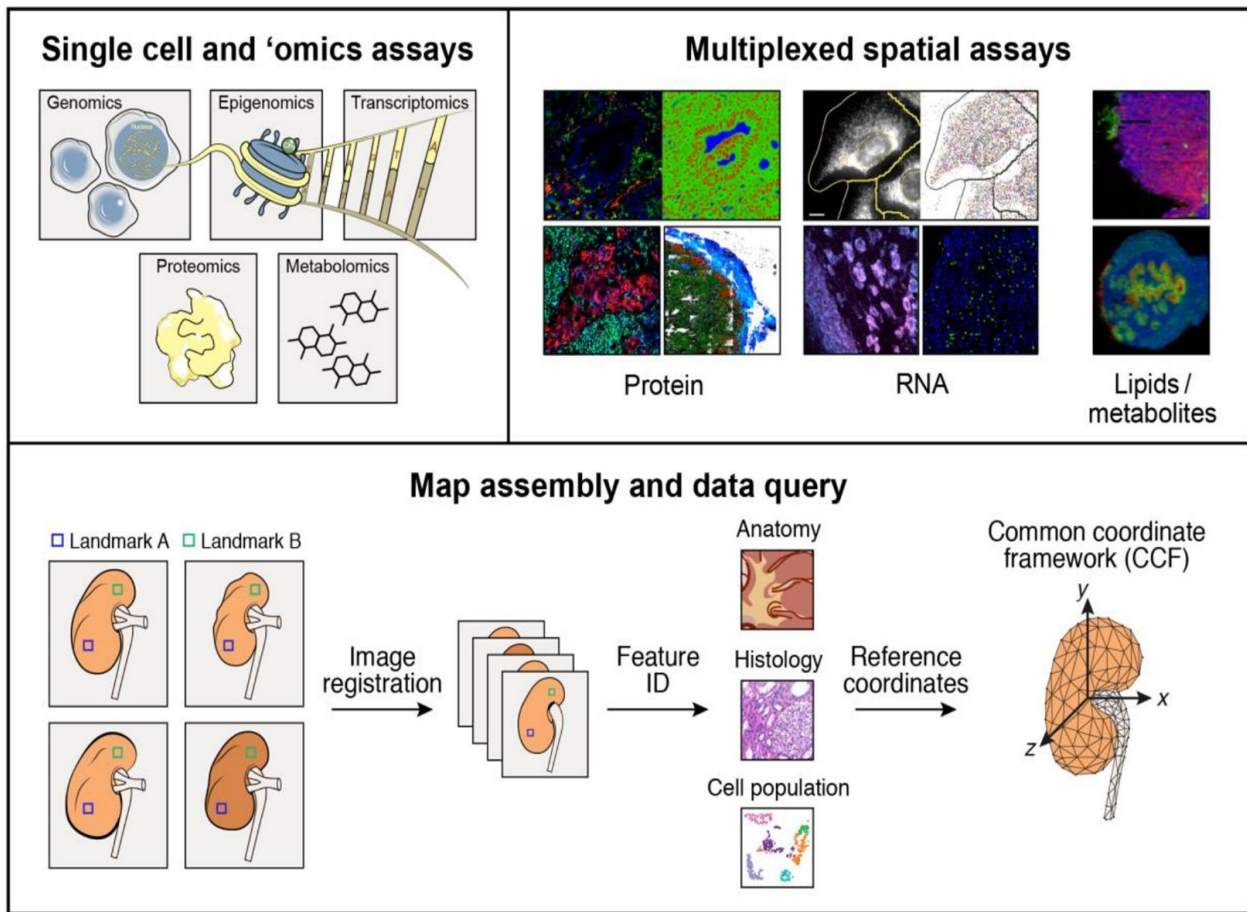 Single cell and ‘omics assays
Genomics
Nucleus
Epigenomics
Transcriptomics
Proteomics
Metabolomics
Multiplexed spatial assays
Protein
RNA
Lipids /
metabolites
Map assembly and data query
Landmark A
Landmark B
Image
registration
Feature
ID
Anatomy
Histology
Cell population
Reference
coordinates
Common coordinate
framework (CCF)
y
x
z